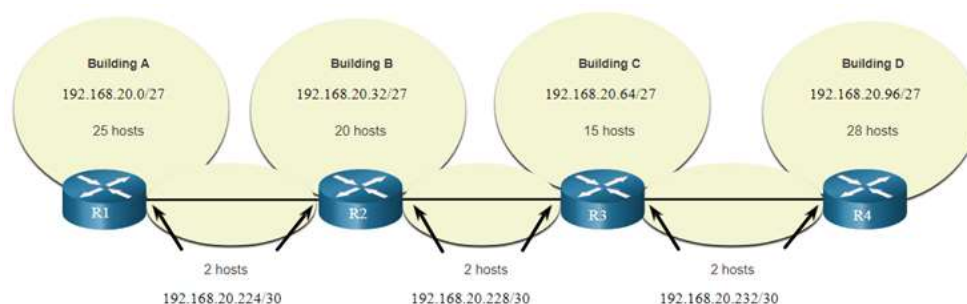 Building A
192.168.20.0/27
25 hosts
Building B
192.168.20.32/27
20 hosts
Building C
192.168.20.64/27
15 hosts
Building D
192.168.20.96/27
28 hosts
R1
R2
R3
R4
2 hosts
192.168.20.224/30
2 hosts
192.168.20.228/30
2 hosts
192.168.20.232/30